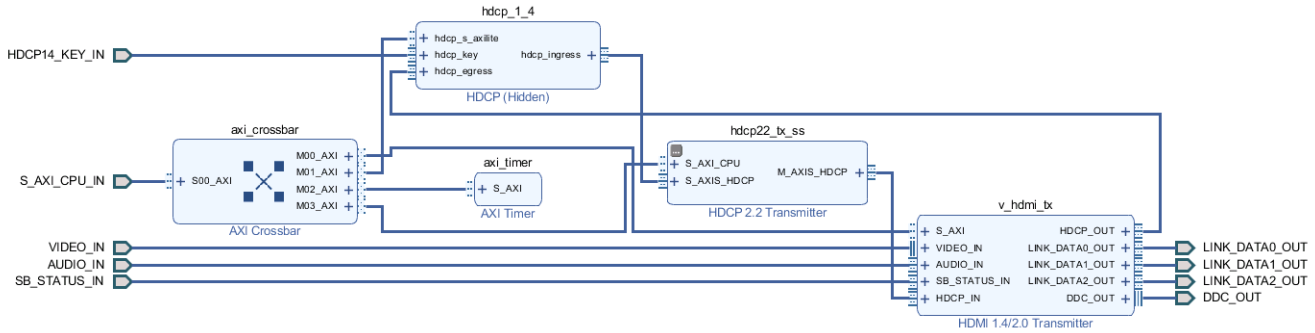 hdcp_1_4
HDCP14_KEY_IN
hdcp_s_axilite
hdcp_key
hdcp_egress
hdcp_ingress
HDCP (Hidden)
axi_crossbar
S_AXI_CPU_IN
S00_AXI
M00_AXI
M01_AXI
M02_AXI
M03_AXI
AXI Crossbar
axi_timer
S_AXI
AXI Timer
hdcp22_tx_ss
...
S_AXI_CPU
S_AXIS_HDCP
M_AXIS_HDCP
HDCP 2.2 Transmitter
v_hdmi_tx
VIDEO_IN
AUDIO_IN
SB_STATUS_IN
S_AXI
VIDEO_IN
AUDIO_IN
SB_STATUS_IN
HDCP_IN
HDCP_OUT
LINK_DATA0_OUT
LINK_DATA1_OUT
LINK_DATA2_OUT
DDC_OUT
HDMI 1.4/2.0 Transmitter
LINK_DATA0_OUT
LINK_DATA1_OUT
LINK_DATA2_OUT
DDC_OUT